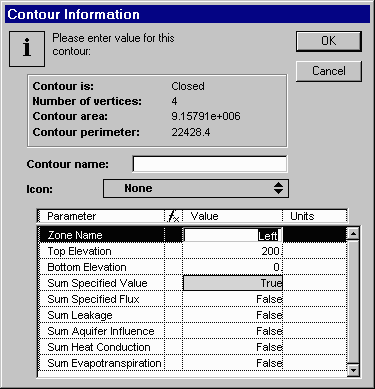 Contour Information
i
Please enter value for this
contour:
OK
Cancel
Contour is: Closed
Number of vertices: 4
Contour area: 9.15791e+006
Contour perimeter: 22428.4
Contour name:
Icon: None
Parameter fx Value Units
Zone Name Left
Top Elevation 200
Bottom Elevation 0
Sum Specified Value True
Sum Specified Flux False
Sum Leakage False
Sum Aquifer Influence False
Sum Heat Conduction False
Sum Evapotranspiration False